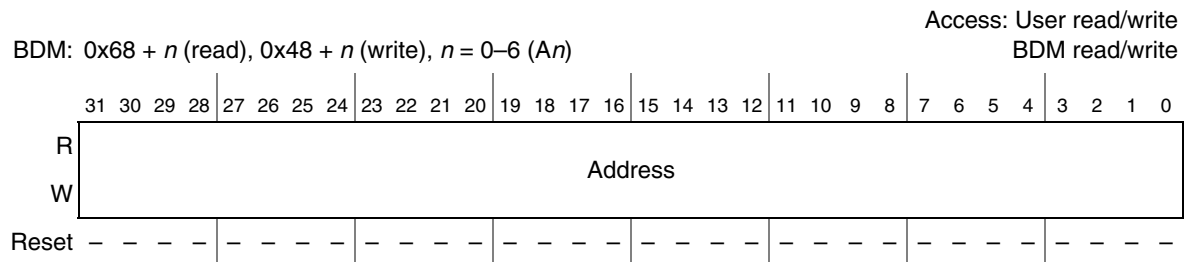 Access: User read/write
BDM: 0x68 + n (read), 0x48 + n (write), n = 0–6 (An) BDM read/write
31 30 29 28 27 26 25 24 23 22 21 20 19 18 17 16 15 14 13 12 11 10 9 8 7 6 5 4 3 2 1 0
R
Address
W
Reset – – – – – – – – – – – – – – – – – – – – – – – – – – – – – – – –